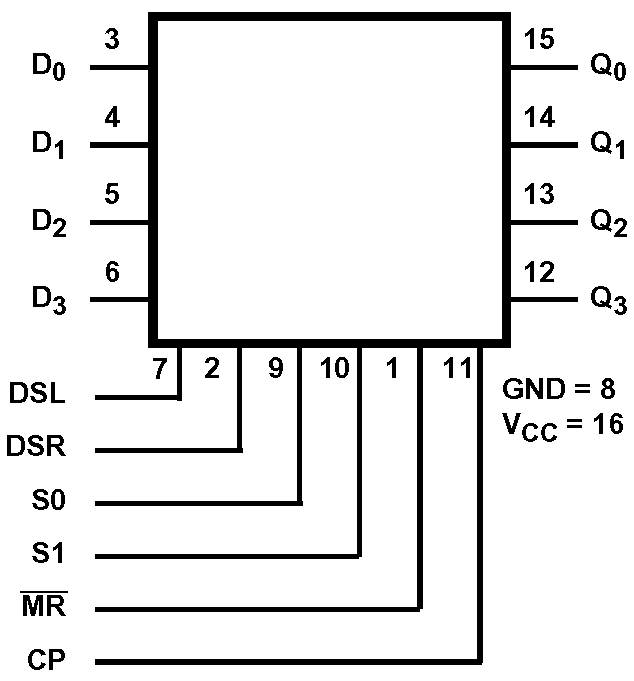 3 15
D0 Q0
4 14
D1 Q1
5 13
D2 Q2
6 12
D3 Q3
7 2 9 10 1 11
DSL
GND = 8
VCC = 16
DSR
S0
S1
M̅R̅
CP